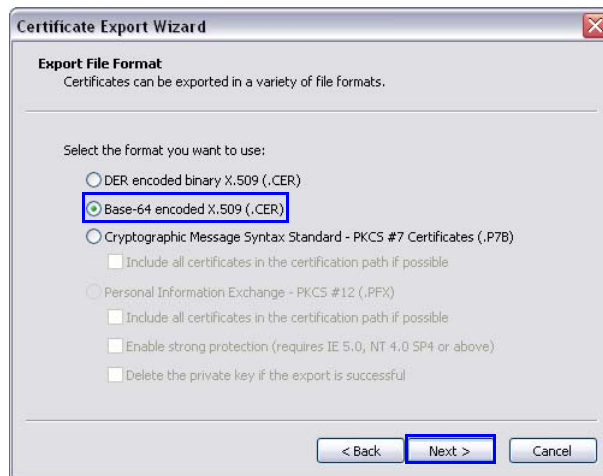 Certificate Export Wizard
Export File Format
Certificates can be exported in a variety of file formats.
Select the format you want to use:
DER encoded binary X.509 (.CER)
Base-64 encoded X.509 (.CER)
Cryptographic Message Syntax Standard - PKCS #7 Certificates (.P7B)
Include all certificates in the certification path if possible
Personal Information Exchange - PKCS #12 (.PFX)
Include all certificates in the certification path if possible
Enable strong protection (requires IE 5.0, NT 4.0 SP4 or above)
Delete the private key if the export is successful
< Back Next > Cancel